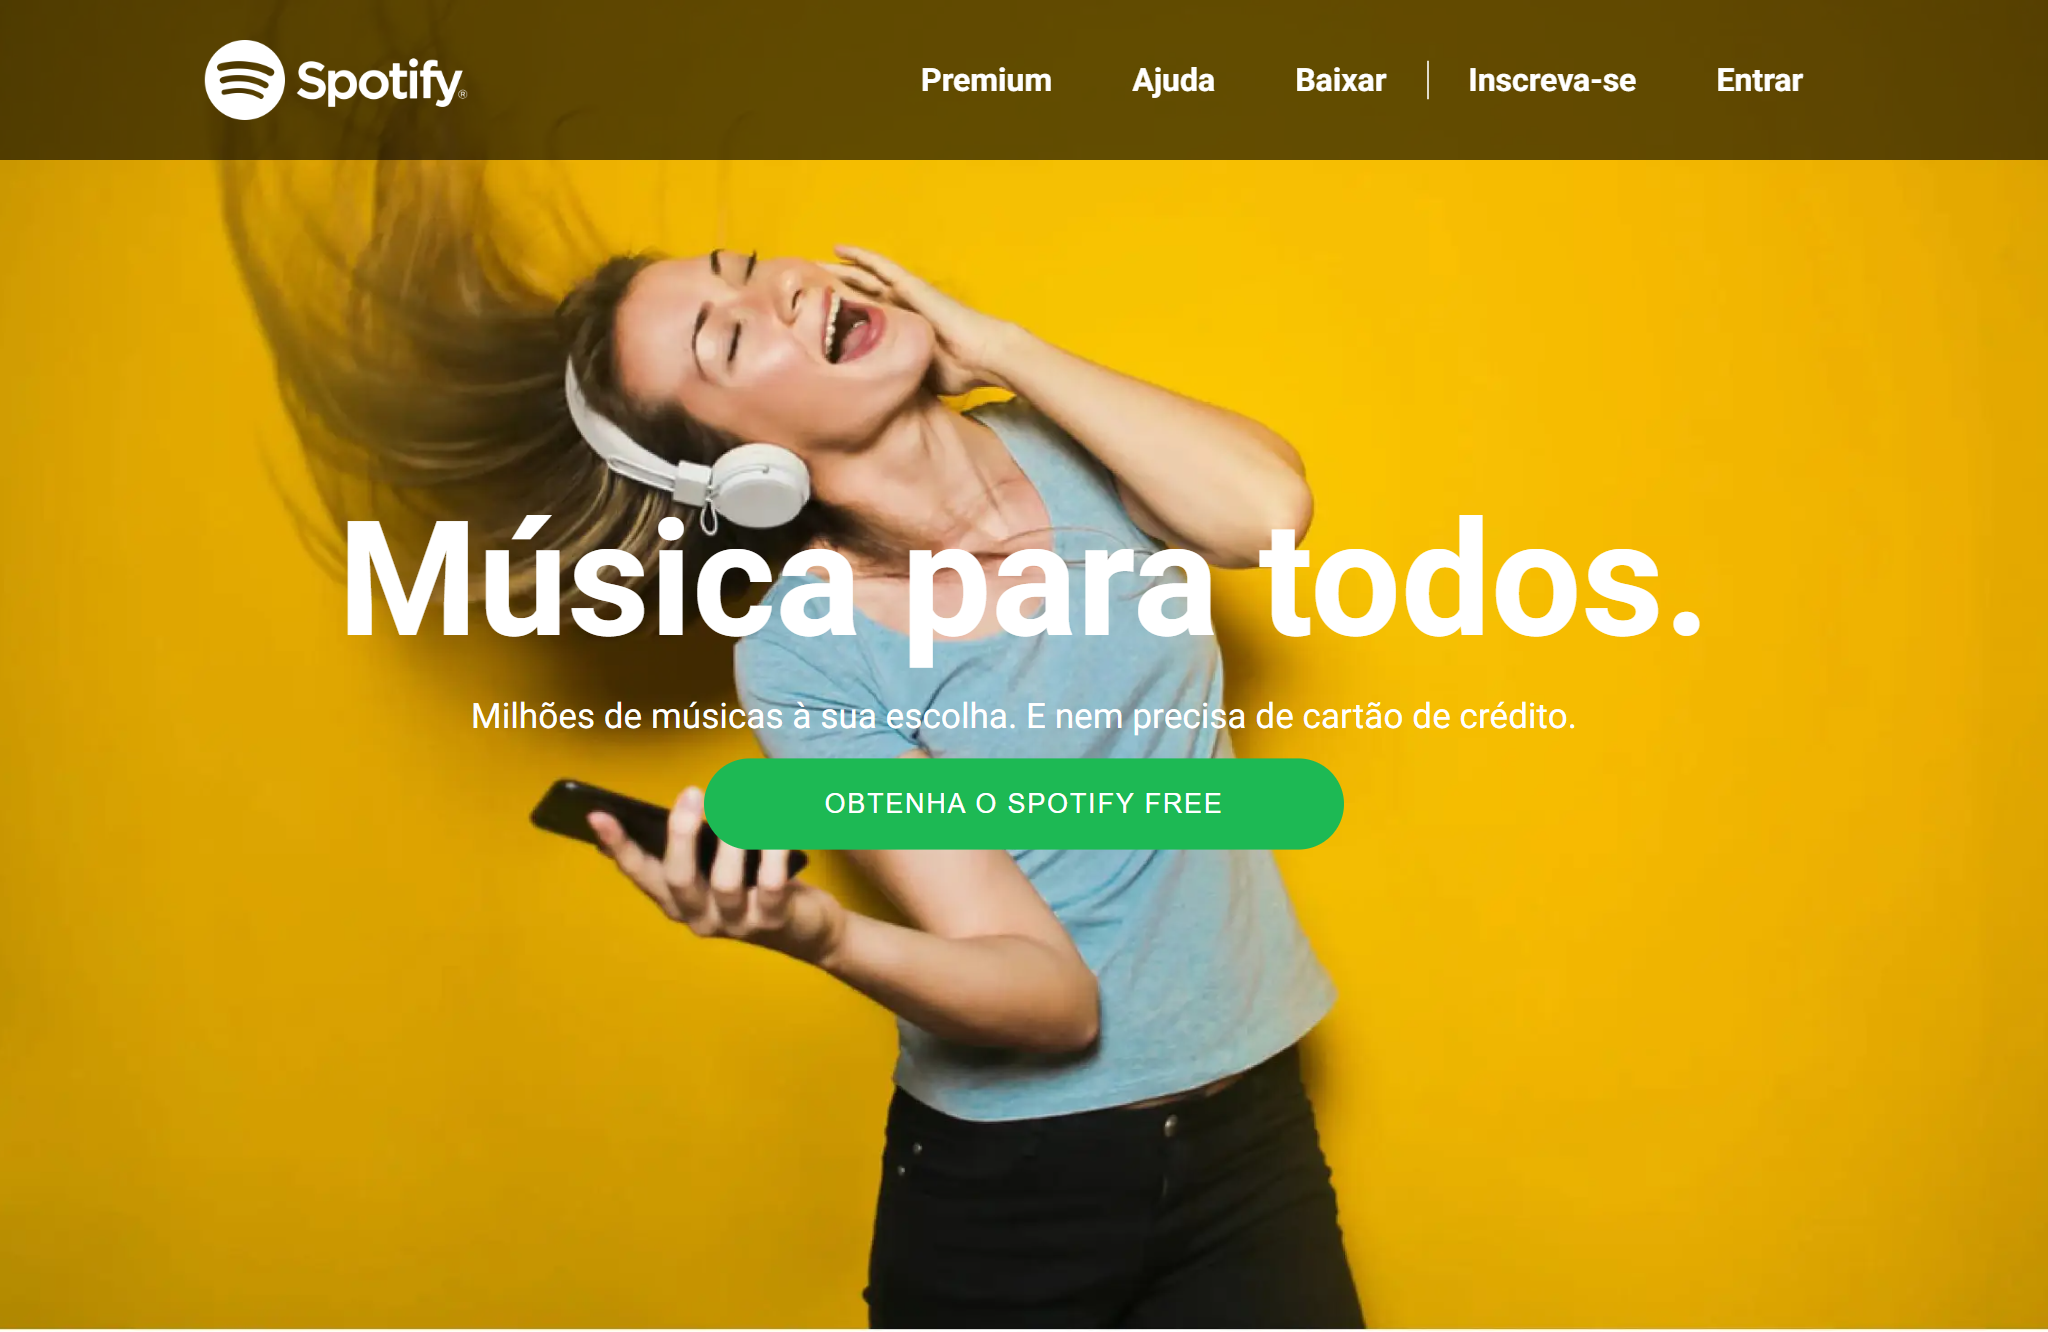 Spotify®
Premium Ajuda Baixar Inscreva-se Entrar
Música para todos.
Milhões de músicas à sua escolha. E nem precisa de cartão de crédito.
OBTENHA O SPOTIFY FREE